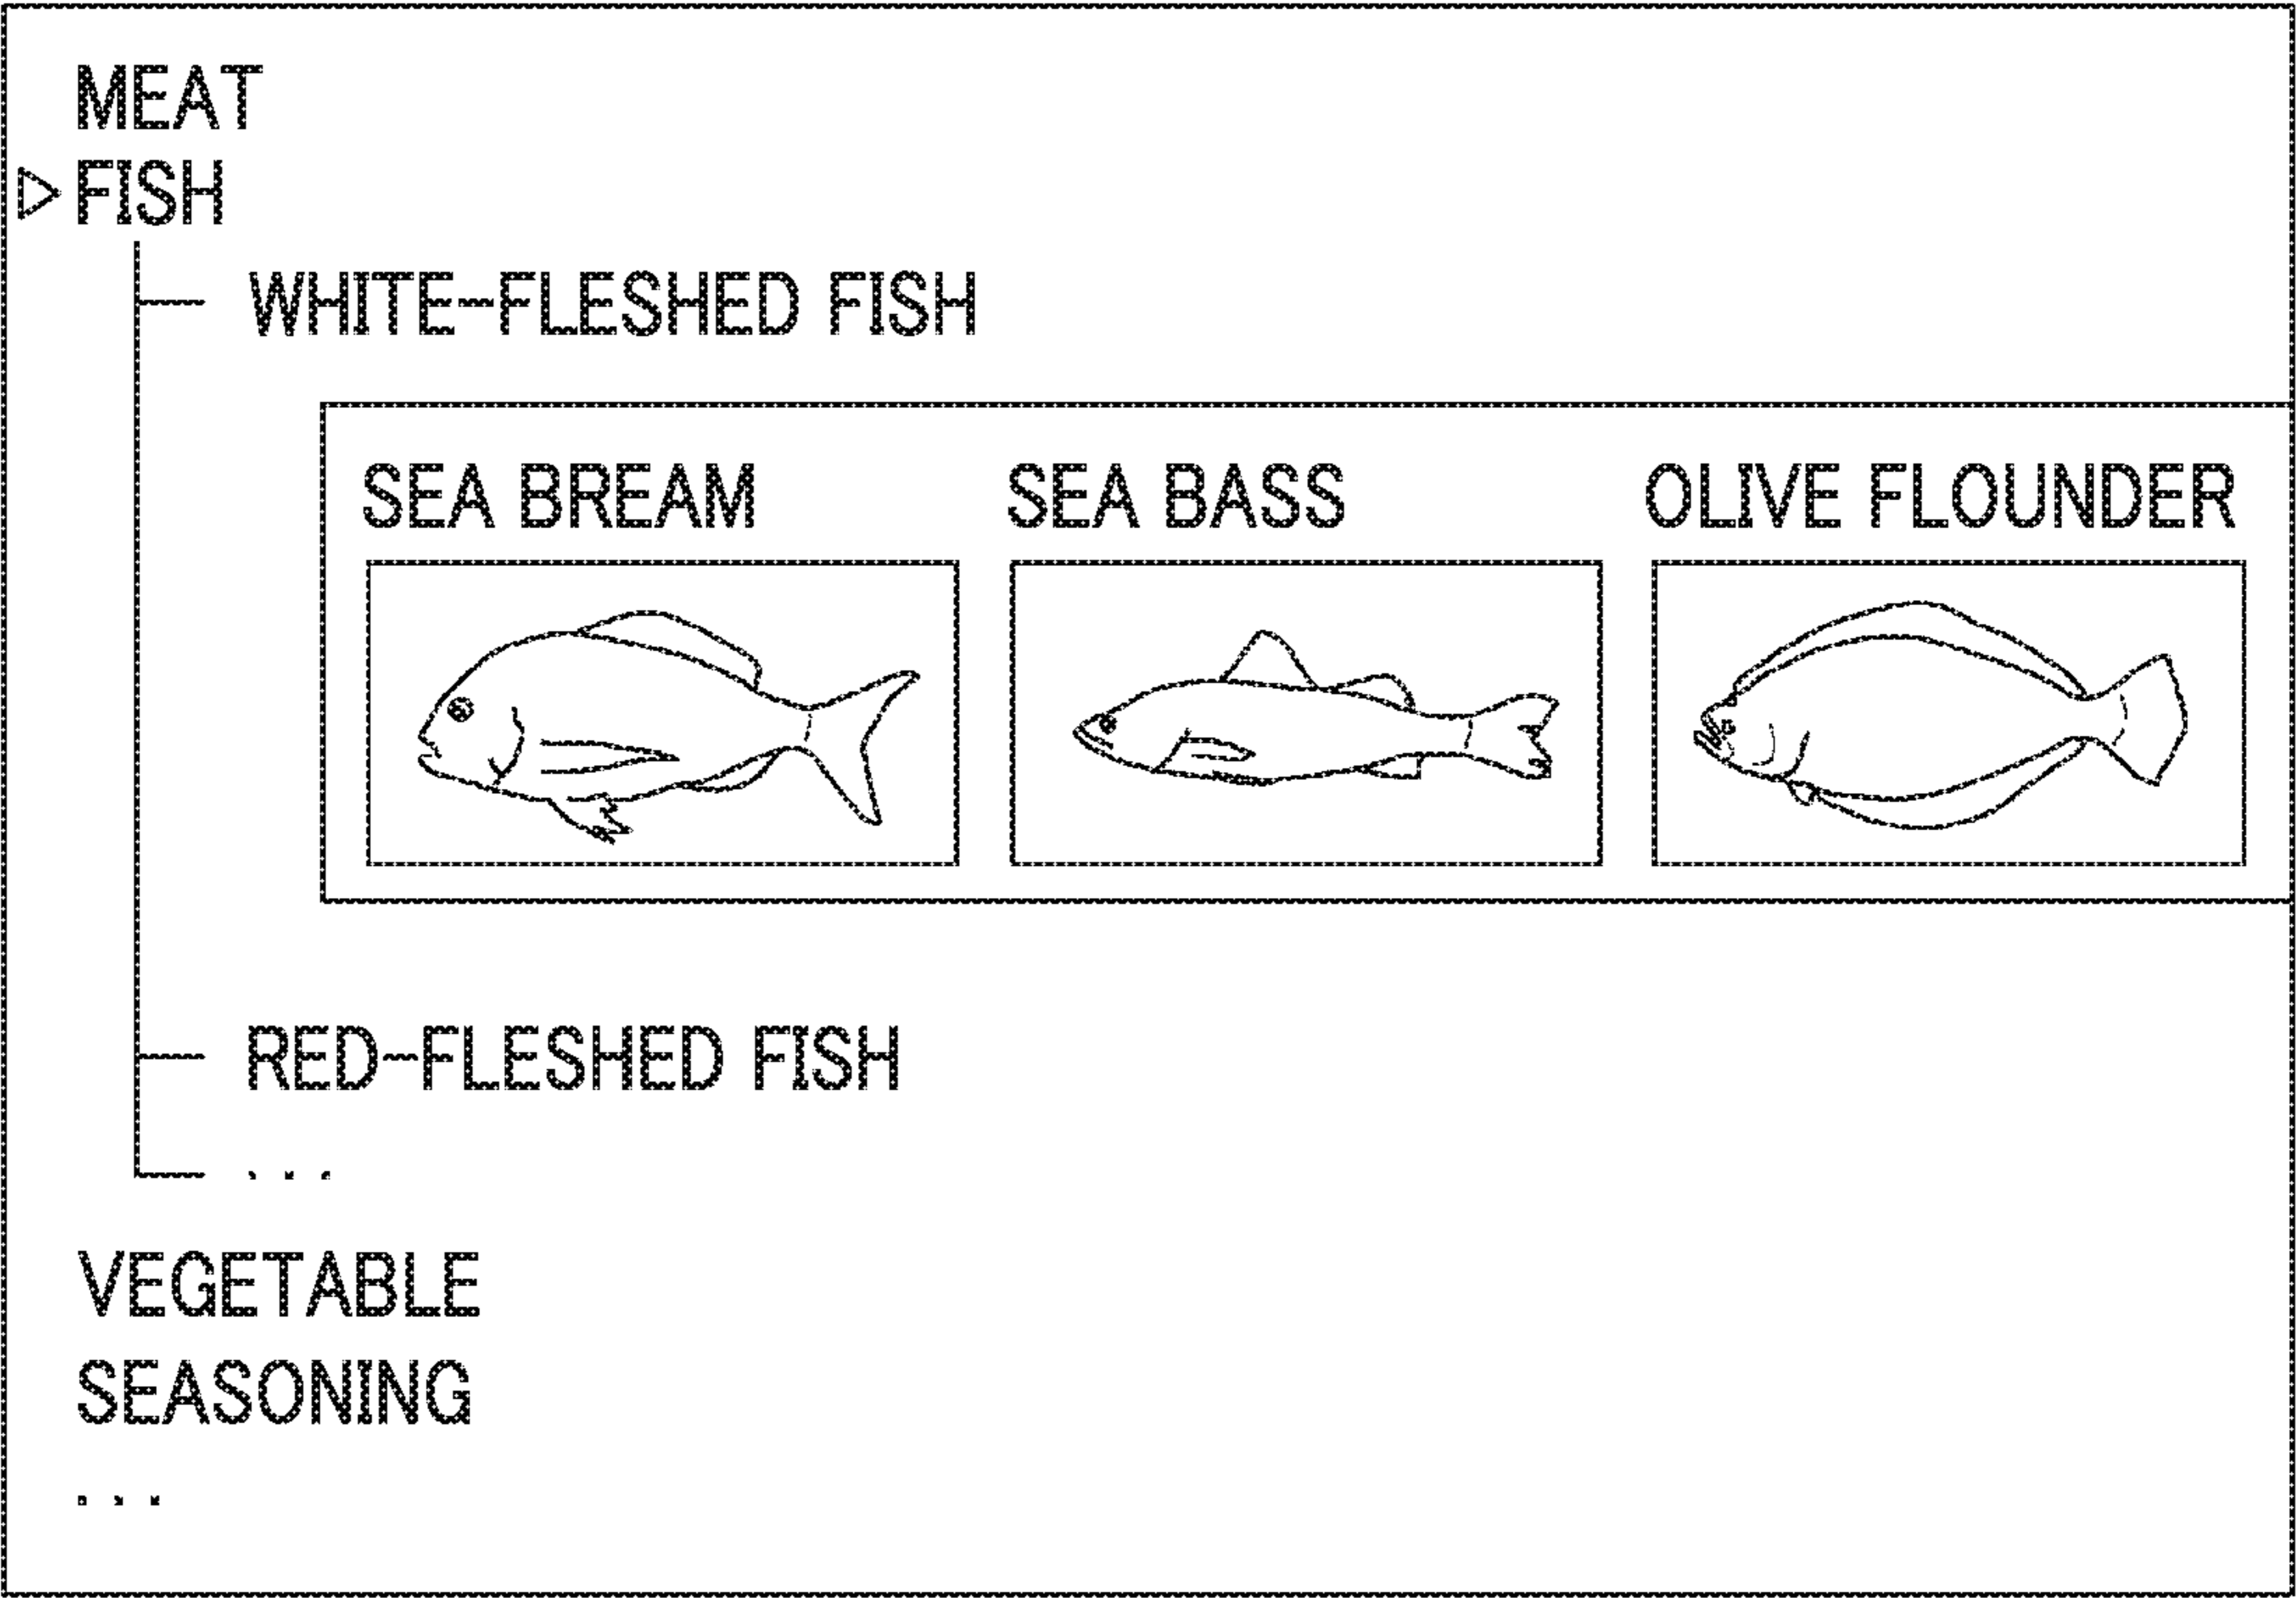 MEAT
▷FISH
WHITE-FLESHED FISH
SEA BREAM SEA BASS OLIVE FLOUNDER
RED-FLESHED FISH
...
VEGETABLE
SEASONING
...